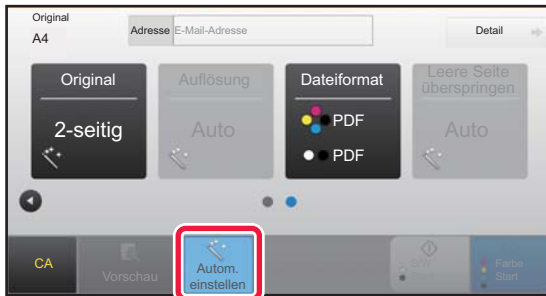 Original
A4
Adresse E-Mail-Adresse
Detail
Original
2-seitig
Auflösung
Auto
Dateiformat
PDF
PDF
Leere Seite
überspringen
Auto
CA
Vorschau
Autom.
einstellen
SW
Start
Farbe
Start